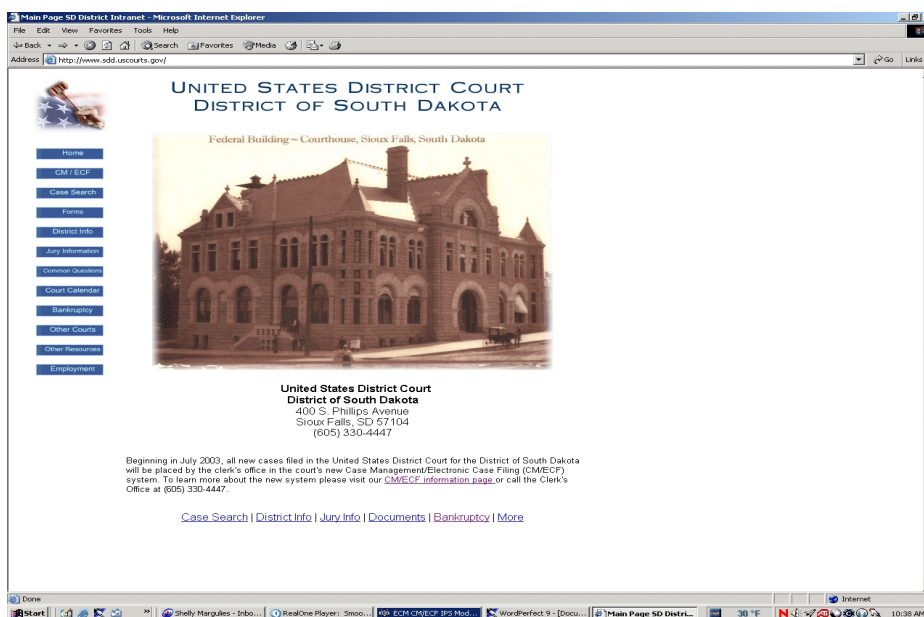 Main Page SD District Intranet - Microsoft Internet Explorer
File Edit View Favorites Tools Help
Back Search Favorites Media
Address http://www.sdd.uscourts.gov/ Go Links
UNITED STATES DISTRICT COURT
DISTRICT OF SOUTH DAKOTA
Federal Building ~ Courthouse, Sioux Falls, South Dakota
Home
CM / ECF
Case Search
Forms
District Info
Jury Information
Common Questions
Court Calendar
Bankruptcy
Other Courts
Other Resources
Employment
United States District Court
District of South Dakota
400 S. Phillips Avenue
Sioux Falls, SD 57104
(605) 330-4447
Beginning in July 2003, all new cases filed in the United States District Court for the District of South Dakota
will be placed by the clerk's office in the court's new Case Management/Electronic Case Filing (CM/ECF)
system. To learn more about the new system please visit our CM/ECF information page or call the Clerk's
Office at (605) 330-4447.
Case Search | District Info | Jury Info | Documents | Bankruptcy | More
Done Internet
Start » Shelly Margulies - Inbo... RealOne Player: Smoo... ECM CM/ECF IPS Mod... WordPerfect 9 - [Docu... Main Page SD Distri... 30 °F 10:38 AM